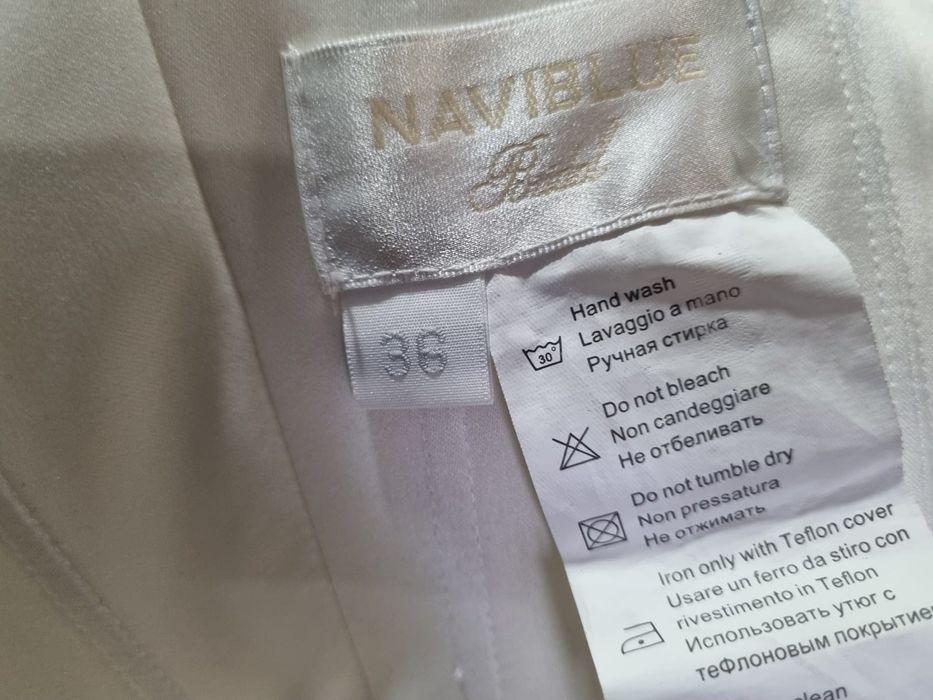 NAVIBLUE
Bridal
36
Hand wash
Lavaggio a mano
30°
Ручная стирка
Do not bleach
Non candeggiare
Не отбеливать
Do not tumble dry
Non pressatura
Не отжимать
Iron only with Teflon cover
Usare un ferro da stiro con
rivestimento in Teflon
Использовать утюг с
теФлоновым покрытие
clean